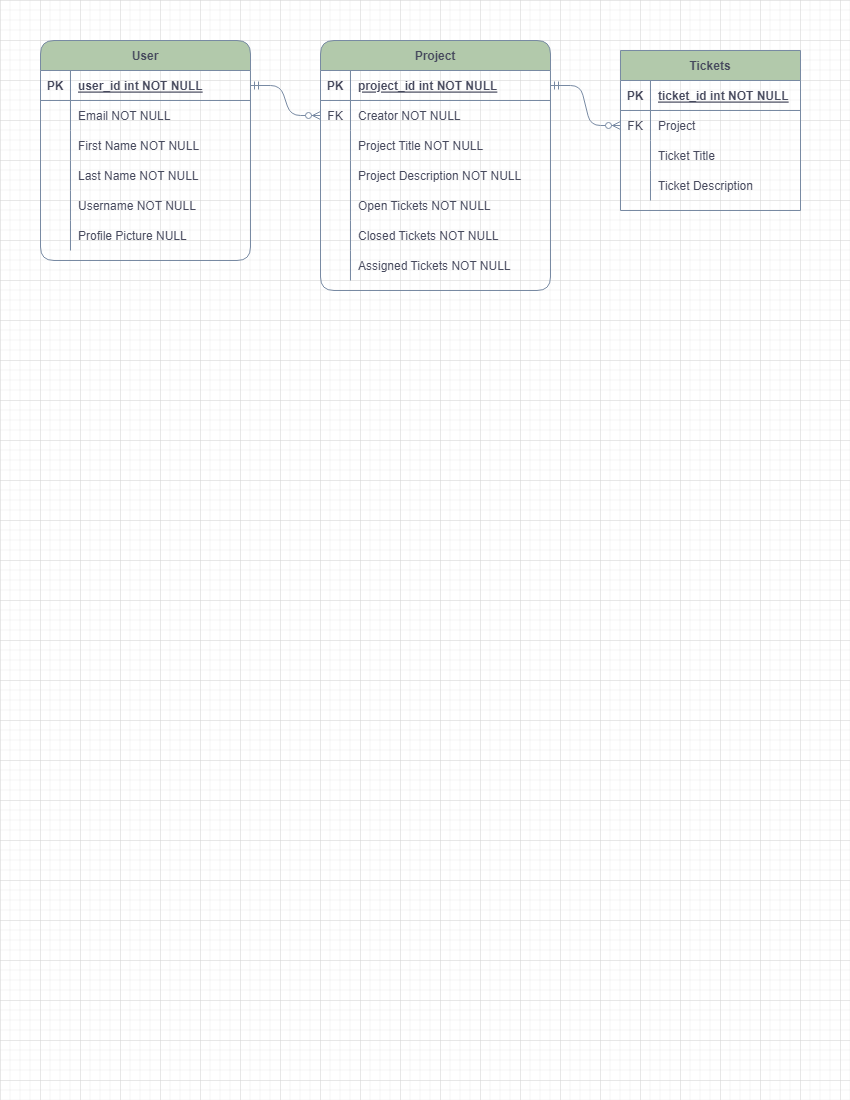 User
PK user_id int NOT NULL
Email NOT NULL
First Name NOT NULL
Last Name NOT NULL
Username NOT NULL
Profile Picture NULL
Project
PK project_id int NOT NULL
FK Creator NOT NULL
Project Title NOT NULL
Project Description NOT NULL
Open Tickets NOT NULL
Closed Tickets NOT NULL
Assigned Tickets NOT NULL
Tickets
PK ticket_id int NOT NULL
FK Project
Ticket Title
Ticket Description